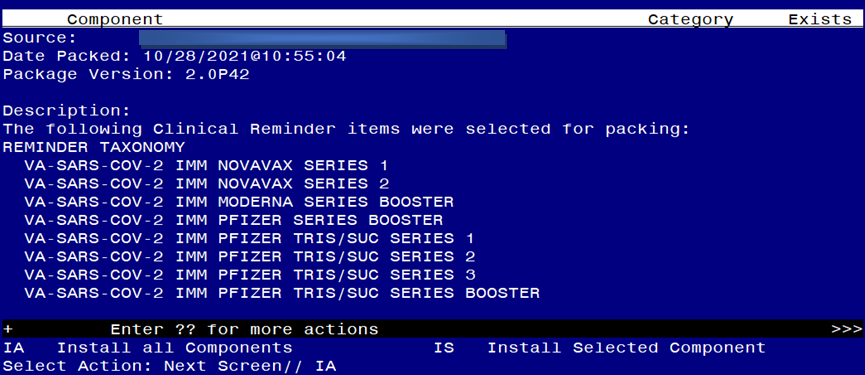 Component Category Exists
Source:
Date Packed: 10/28/2021@10:55:04
Package Version: 2.0P42
Description:
The following Clinical Reminder items were selected for packing:
REMINDER TAXONOMY
VA-SARS-COV-2 IMM NOVAVAX SERIES 1
VA-SARS-COV-2 IMM NOVAVAX SERIES 2
VA-SARS-COV-2 IMM MODERNA SERIES BOOSTER
VA-SARS-COV-2 IMM PFIZER SERIES BOOSTER
VA-SARS-COV-2 IMM PFIZER TRIS/SUC SERIES 1
VA-SARS-COV-2 IMM PFIZER TRIS/SUC SERIES 2
VA-SARS-COV-2 IMM PFIZER TRIS/SUC SERIES 3
VA-SARS-COV-2 IMM PFIZER TRIS/SUC SERIES BOOSTER
+ Enter ?? for more actions >>>
IA Install all Components IS Install Selected Component
Select Action: Next Screen// IA